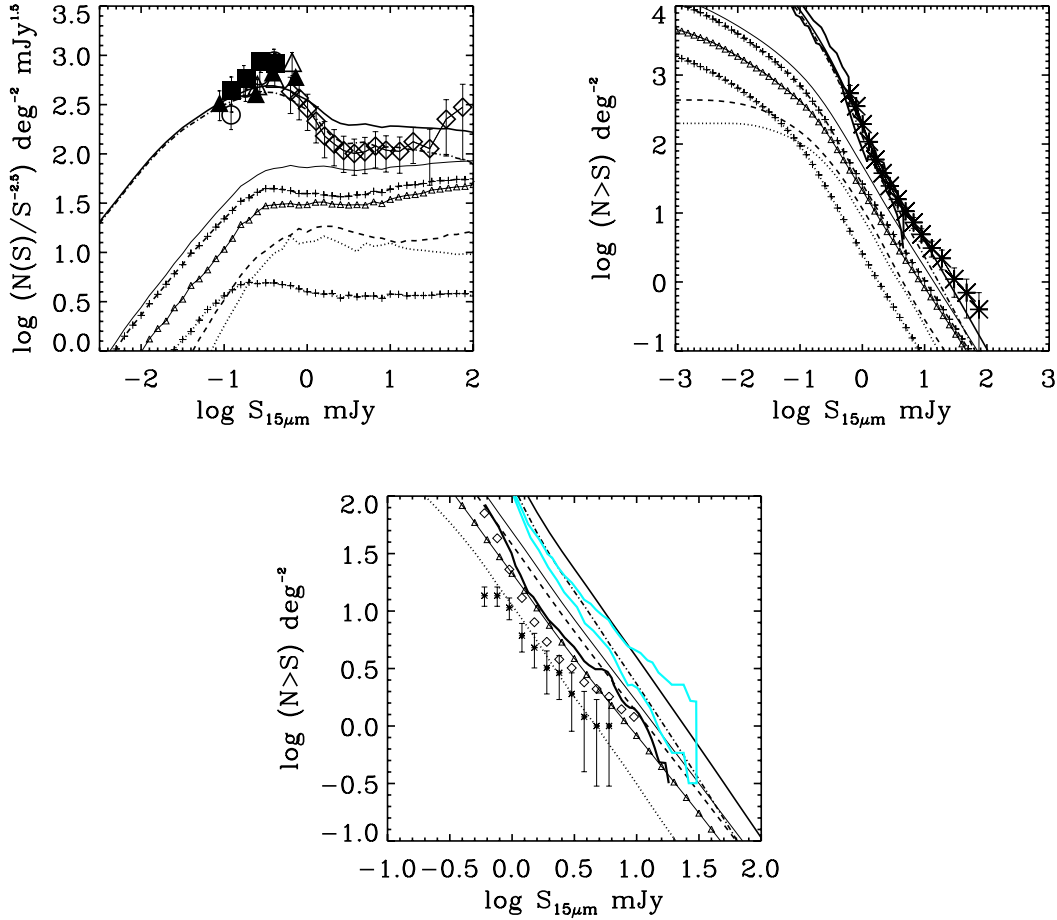 log (N(S)/S⁻²·⁵) deg⁻² mJy¹·⁵
3.5
3.0
2.5
2.0
1.5
1.0
0.5
0.0
−2 −1 0 1 2
log S₁₅μm mJy
log (N>S) deg⁻²
4
3
2
1
0
−1
−3 −2 −1 0 1 2 3
log S₁₅μm mJy
log (N>S) deg⁻²
2.0
1.5
1.0
0.5
0.0
−0.5
−1.0
−1.0 −0.5 0.0 0.5 1.0 1.5 2.0
log S₁₅μm mJy